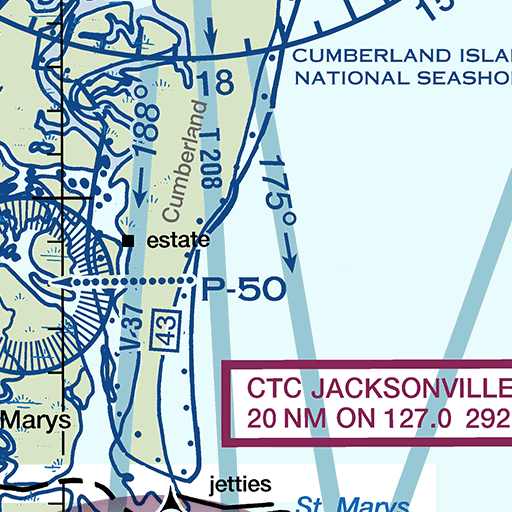 15
CUMBERLAND ISLA
NATIONAL SEASHO
18
188°
Cumberland
T 208
175°
estate
P-50
V-37
43
CTC JACKSONVILLE
20 NM ON 127.0 292
Marys
jetties
St. Marys